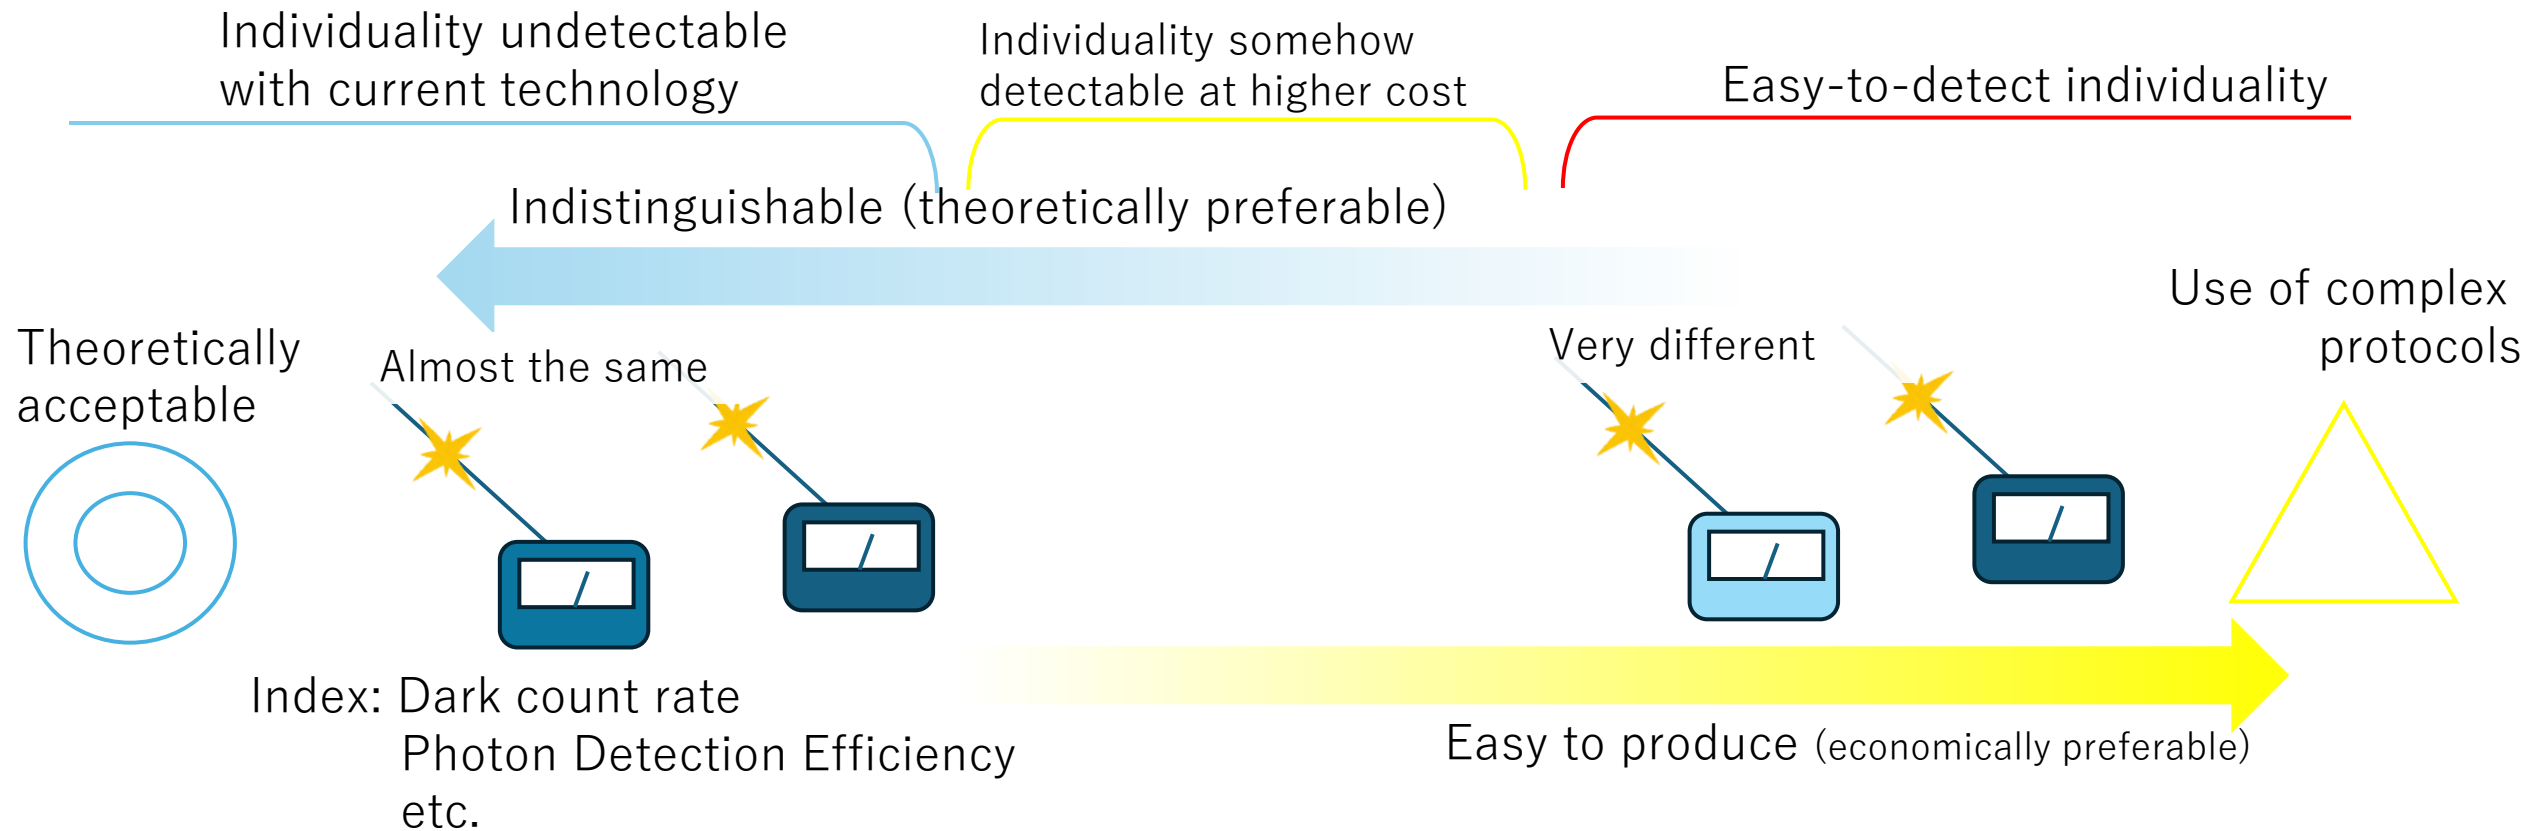 Individuality undetectable
with current technology
Individuality somehow
detectable at higher cost
Easy-to-detect individuality
Indistinguishable (theoretically preferable)
Theoretically
acceptable
Almost the same
Very different
Use of complex
protocols
Index: Dark count rate
Photon Detection Efficiency
etc.
Easy to produce (economically preferable)